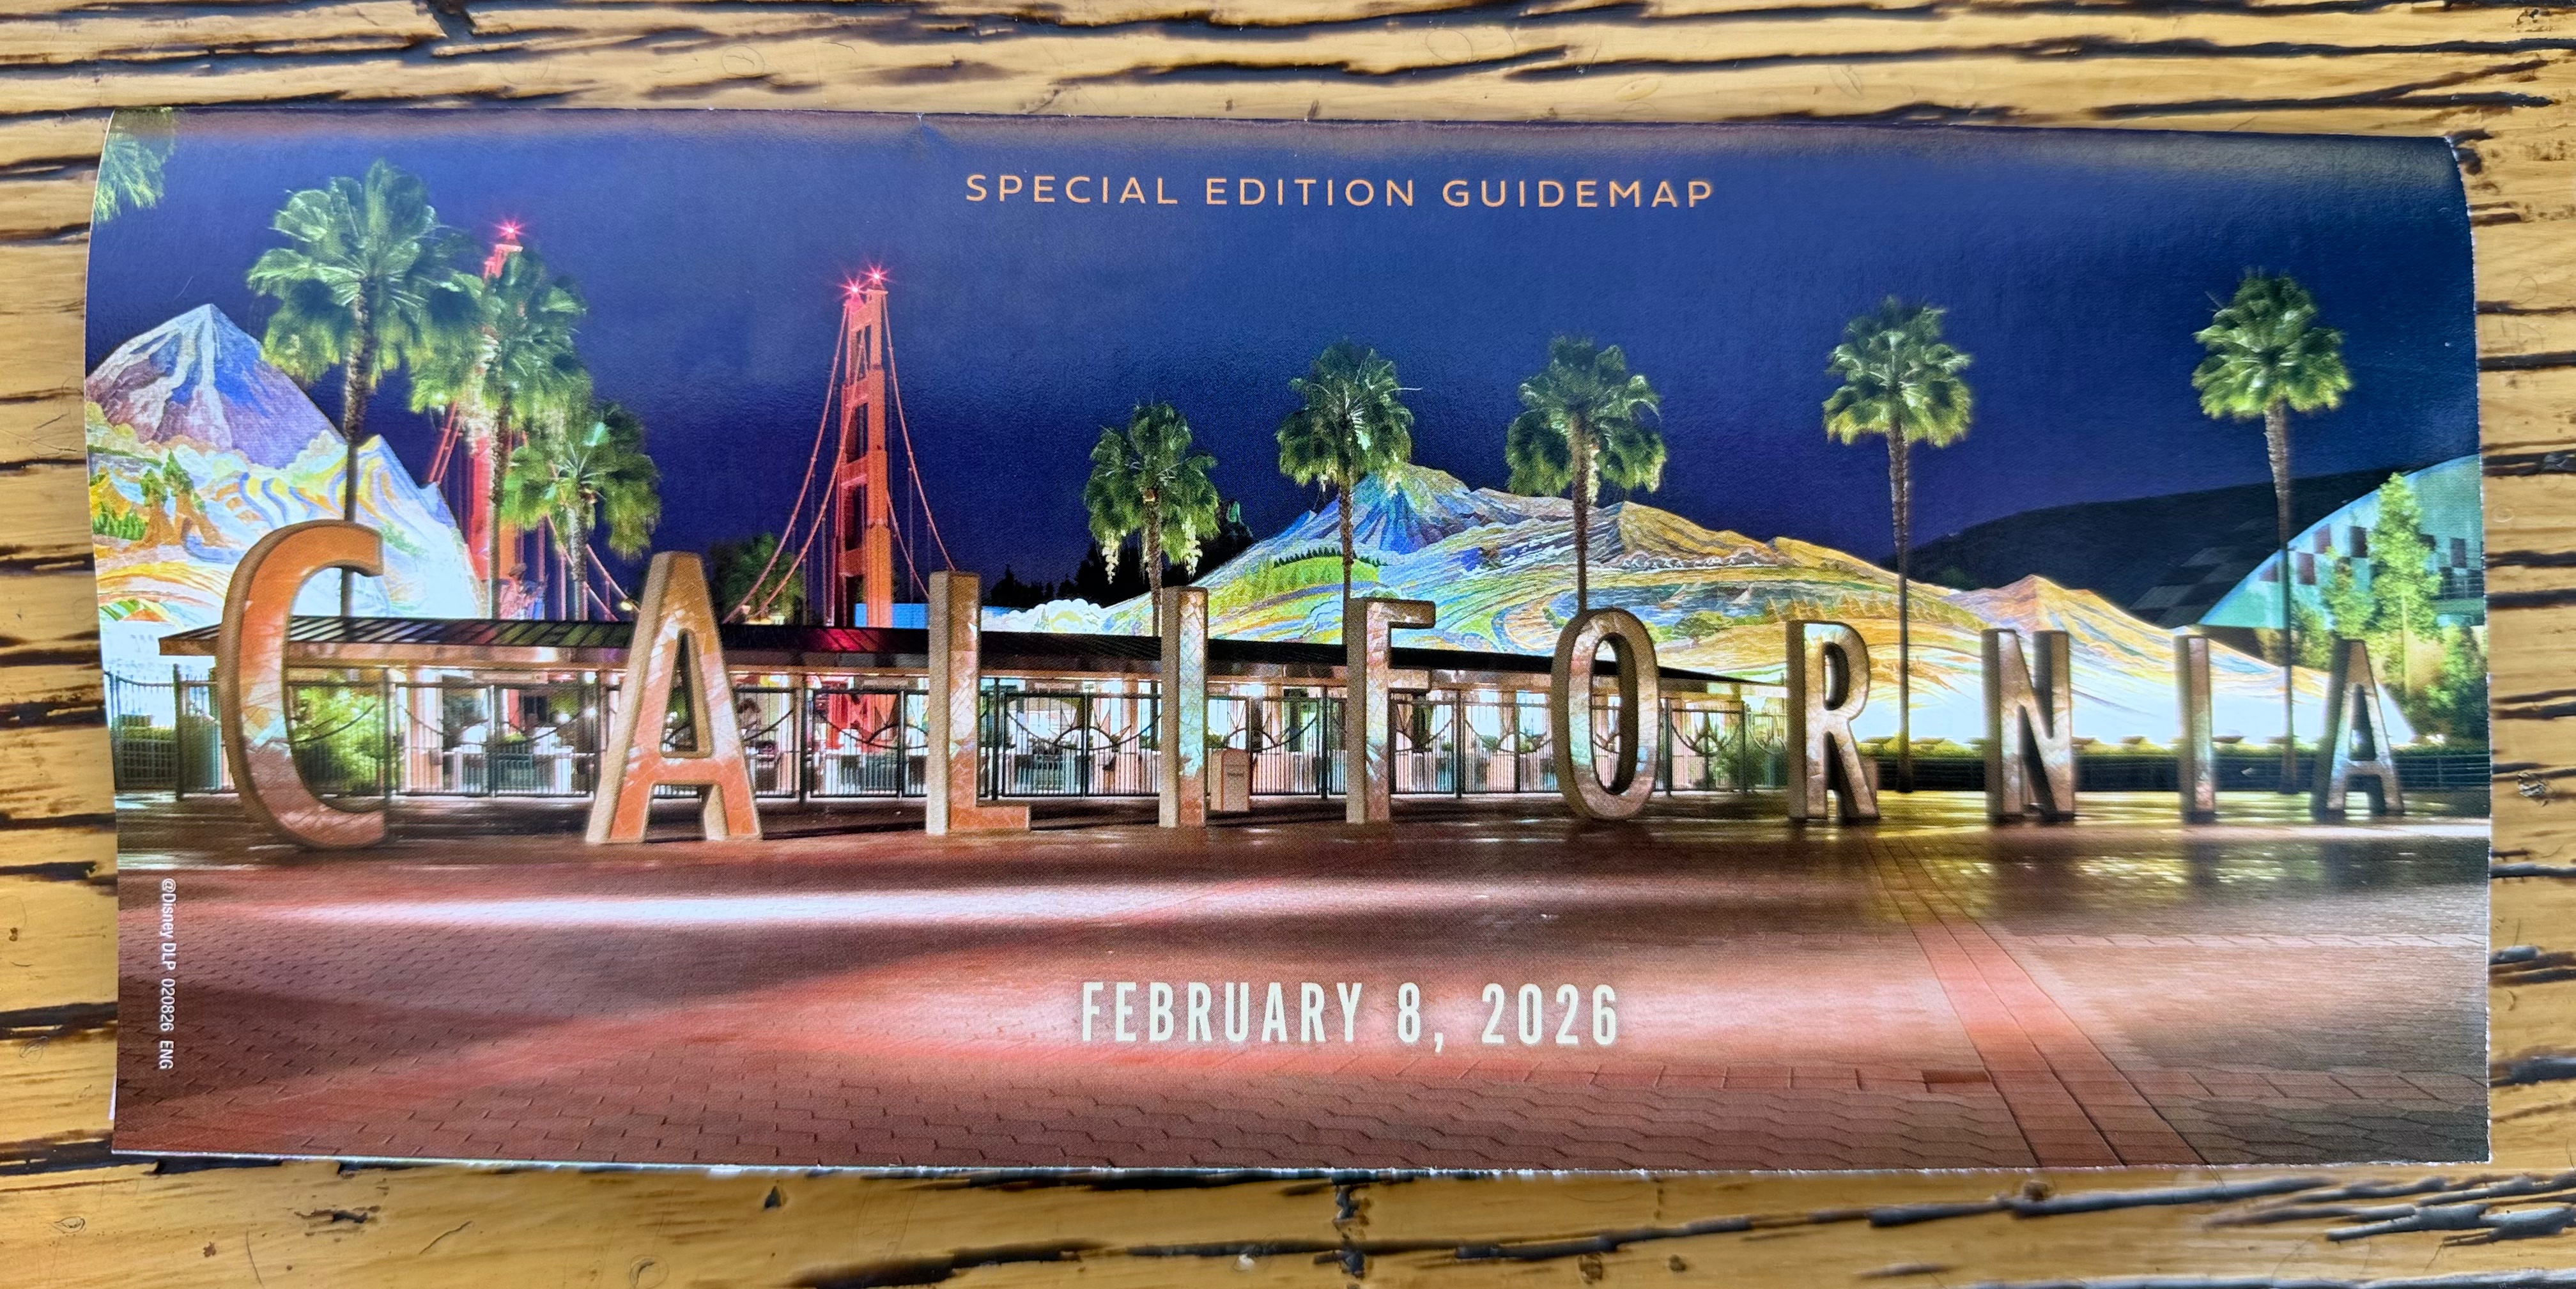 SPECIAL EDITION GUIDEMAP
CALIFORNIA
FEBRUARY 8, 2026
@Disney DLP 020826 ENG